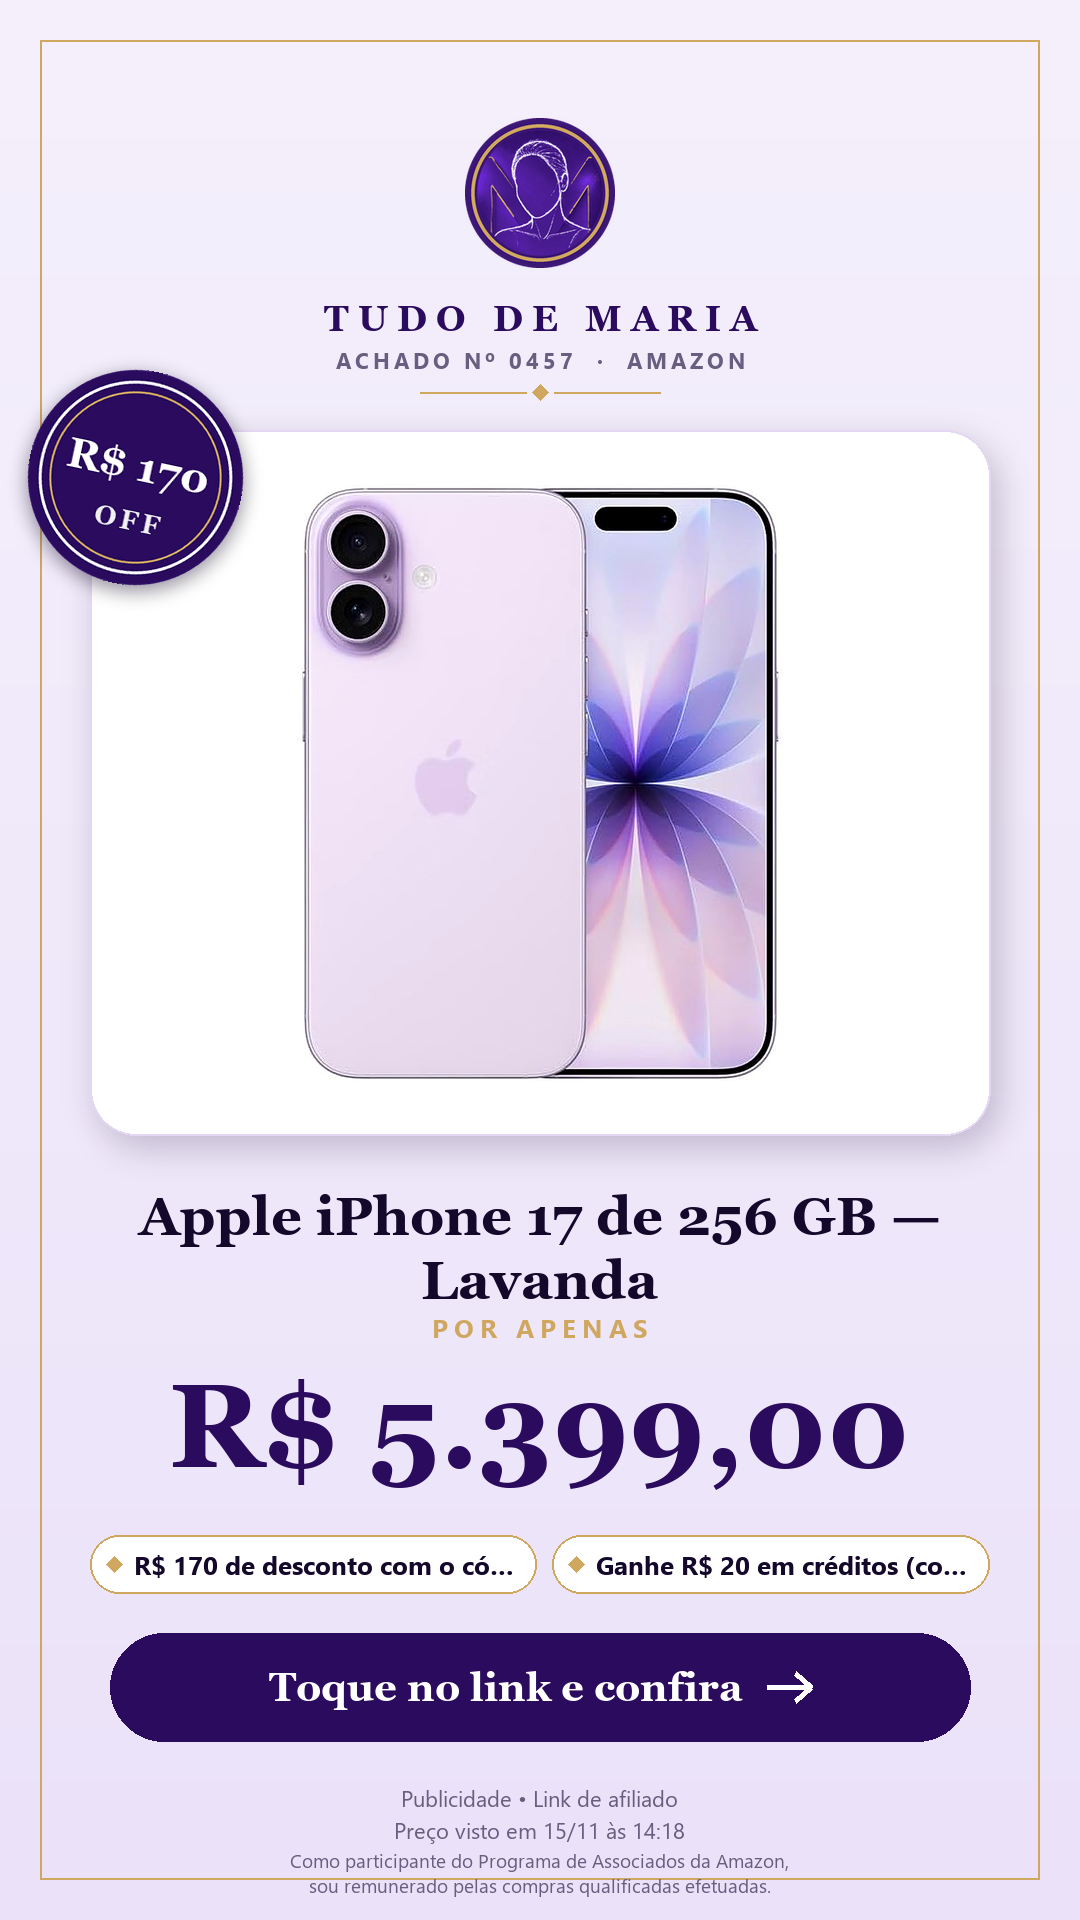 TUDO DE MARIA
ACHADO Nº 0457 · AMAZON
R$ 170
OFF
Apple iPhone 17 de 256 GB —
Lavanda
POR APENAS
R$ 5.399,00
R$ 170 de desconto com o có...
Ganhe R$ 20 em créditos (co...
Toque no link e confira →
Publicidade • Link de afiliado
Preço visto em 15/11 às 14:18
Como participante do Programa de Associados da Amazon,
sou remunerado pelas compras qualificadas efetuadas.